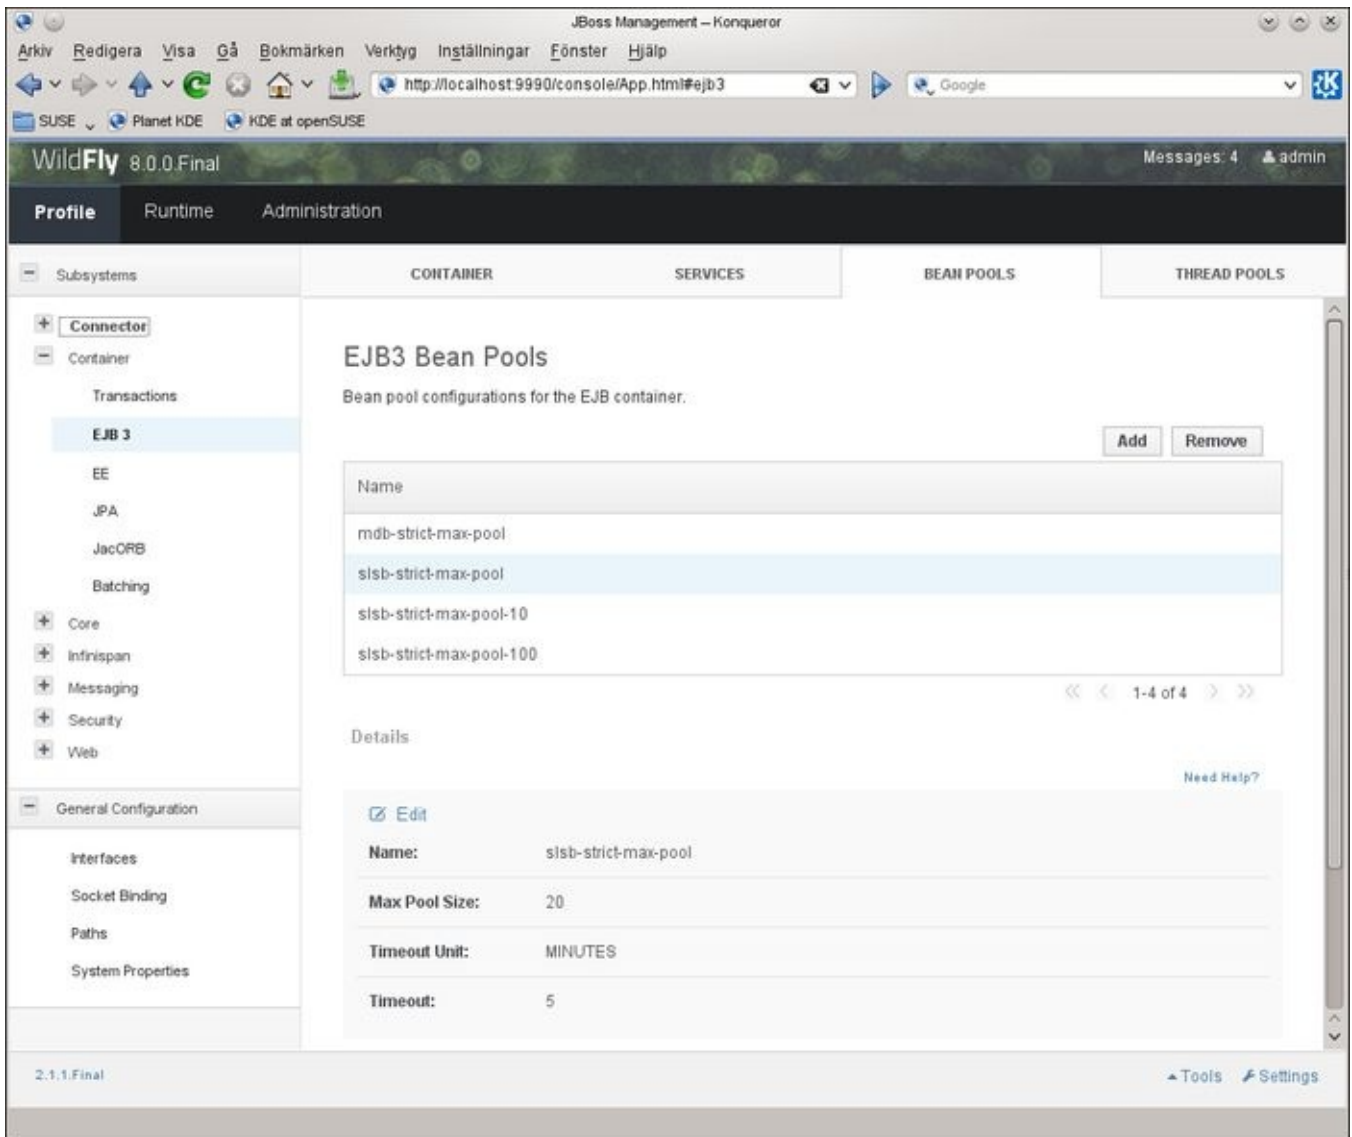 JBoss Management – Konqueror
Arkiv Redigera Visa Gå Bokmärken Verktyg Inställningar Fönster Hjälp
http://localhost:9990/console/App.html#ejb3 Google
SUSE Planet KDE KDE at openSUSE
WildFly 8.0.0.Final Messages: 4 admin
Profile Runtime Administration
Subsystems
CONTAINER SERVICES BEAN POOLS THREAD POOLS
Connector
Container
Transactions
EJB 3
EE
JPA
JacORB
Batching
Core
Infinispan
Messaging
Security
Web
General Configuration
Interfaces
Socket Binding
Paths
System Properties
EJB3 Bean Pools
Bean pool configurations for the EJB container.
Add Remove
Name
mdb-strict-max-pool
slsb-strict-max-pool
slsb-strict-max-pool-10
slsb-strict-max-pool-100
1-4 of 4
Details
Need Help?
Edit
Name: slsb-strict-max-pool
Max Pool Size: 20
Timeout Unit: MINUTES
Timeout: 5
2.1.1.Final Tools Settings